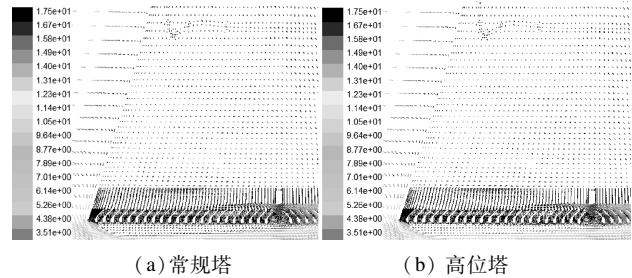 1.75e+01
1.67e+01
1.58e+01
1.49e+01
1.40e+01
1.31e+01
1.23e+01
1.14e+01
1.05e+01
9.64e+00
8.77e+00
7.89e+00
7.01e+00
6.14e+00
5.26e+00
4.38e+00
3.51e+00
1.75e+01
1.67e+01
1.58e+01
1.49e+01
1.40e+01
1.31e+01
1.23e+01
1.14e+01
1.05e+01
9.64e+00
8.77e+00
7.89e+00
7.01e+00
6.14e+00
5.26e+00
4.38e+00
3.51e+00
(a)常规塔
(b) 高位塔